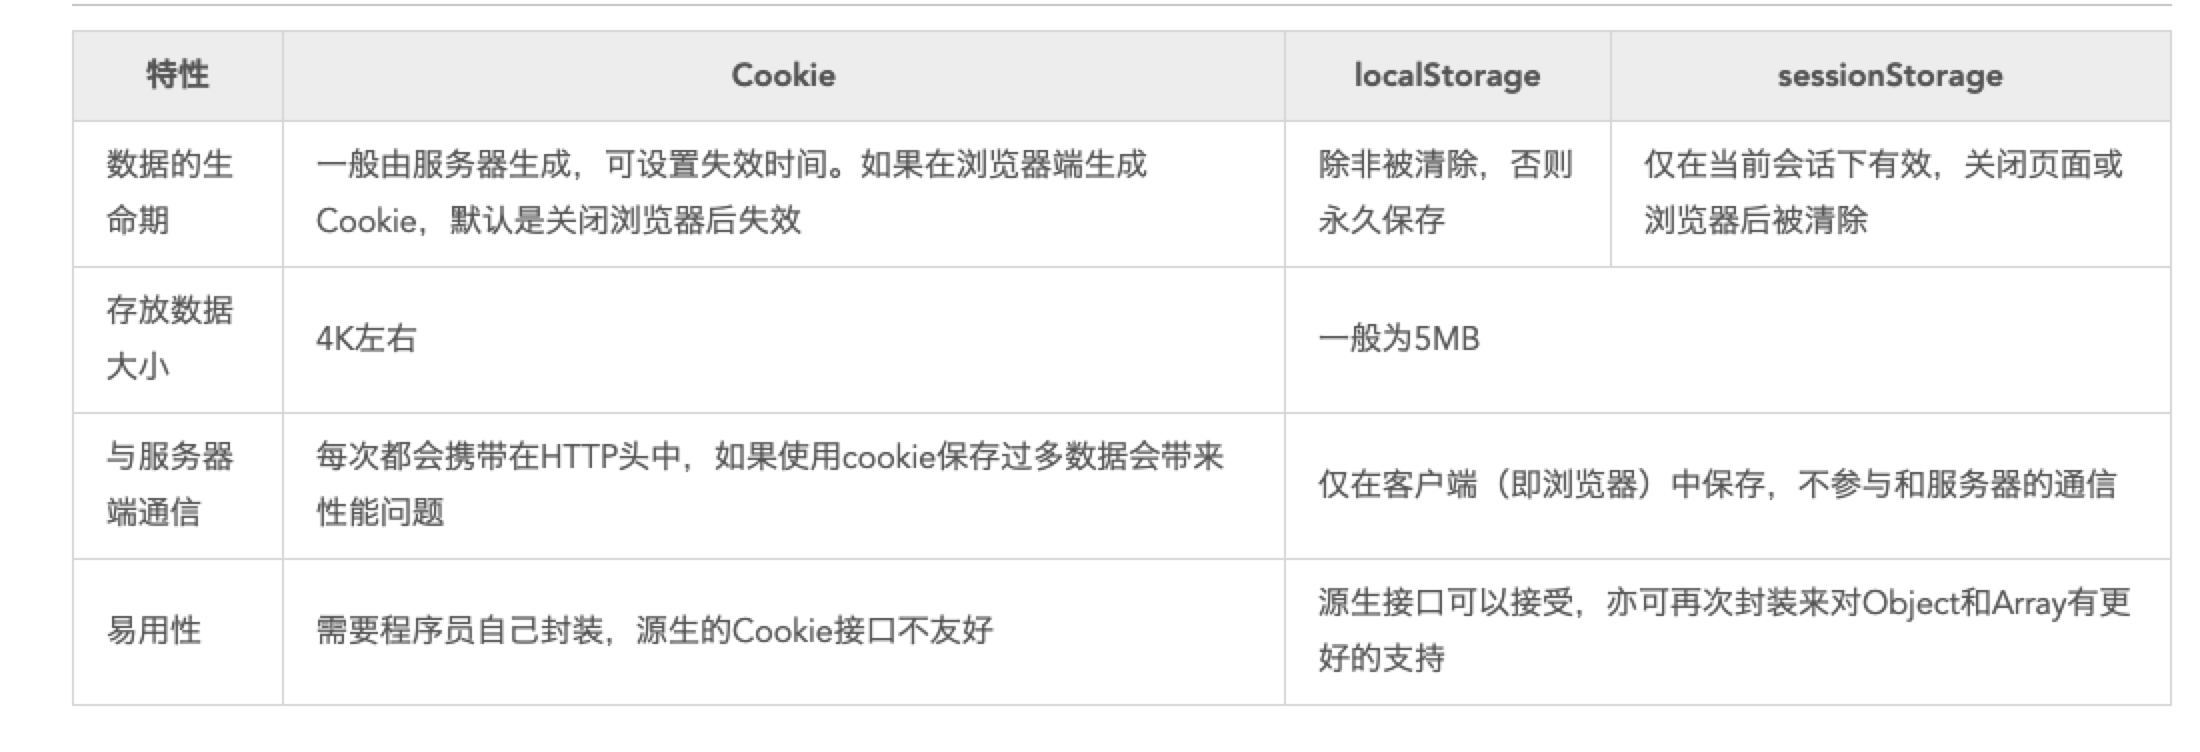 特性
Cookie
localStorage
sessionStorage
数据的生
命期
一般由服务器生成，可设置失效时间。如果在浏览器端生成
Cookie，默认是关闭浏览器后失效
除非被清除，否则
永久保存
仅在当前会话下有效，关闭页面或
浏览器后被清除
存放数据
大小
4K左右
一般为5MB
与服务器
端通信
每次都会携带在HTTP头中，如果使用cookie保存过多数据会带来
性能问题
仅在客户端（即浏览器）中保存，不参与和服务器的通信
易用性
需要程序员自己封装，源生的Cookie接口不友好
源生接口可以接受，亦可再次封装来对Object和Array有更
好的支持